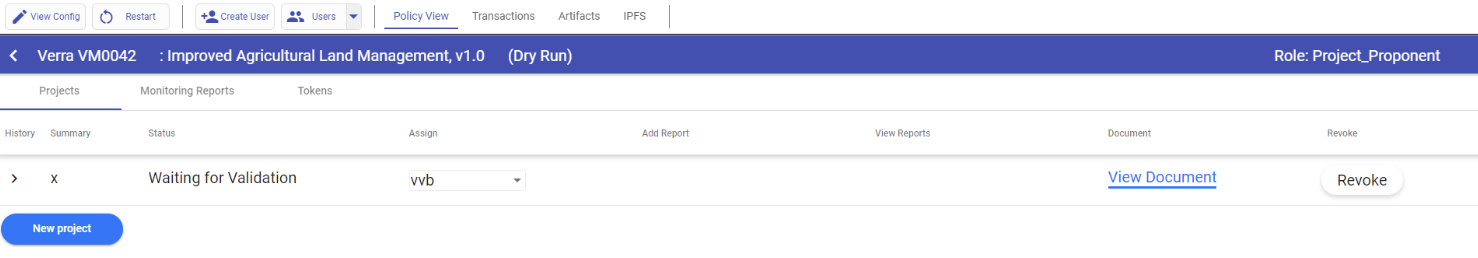 View Config Restart Create User Users Policy View Transactions Artifacts IPFS
Verra VM0042 : Improved Agricultural Land Management, v1.0 (Dry Run) Role: Project_Proponent
Projects Monitoring Reports Tokens
History Summary Status Assign Add Report View Reports Document Revoke
x Waiting for Validation vvb View Document Revoke
New project